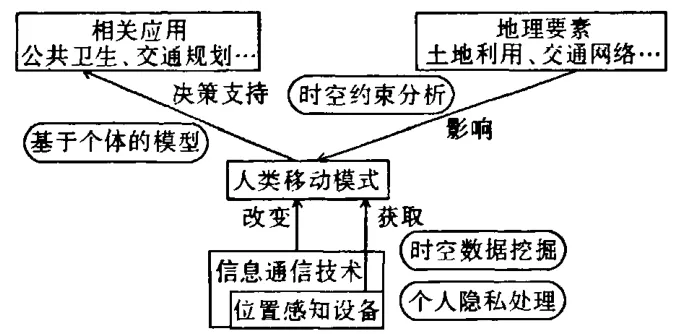 相关应用
公共卫生、交通规划…
地理要素
土地利用、交通网络…
决策支持
时空约束分析
基于个体的模型
影响
人类移动模式
改变
获取
时空数据挖掘
信息通信技术
位置感知设备
个人隐私处理